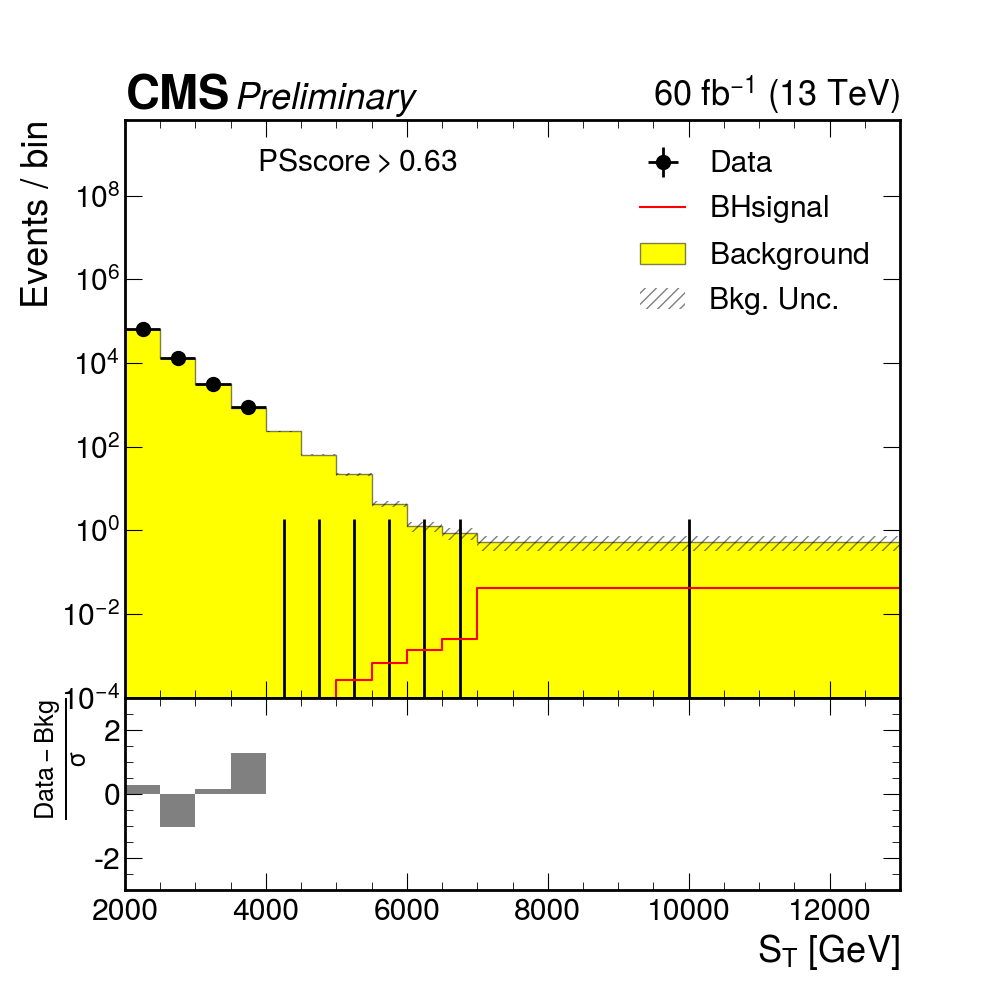 CMS Preliminary
60 fb⁻¹ (13 TeV)
Events / bin
PSscore > 0.63
Data
BHsignal
Background
Bkg. Unc.
10⁸
10⁶
10⁴
10²
10⁰
10⁻²
10⁻⁴
Data – Bkg
σ
2
0
-2
2000 4000 6000 8000 10000 12000
S_T [GeV]